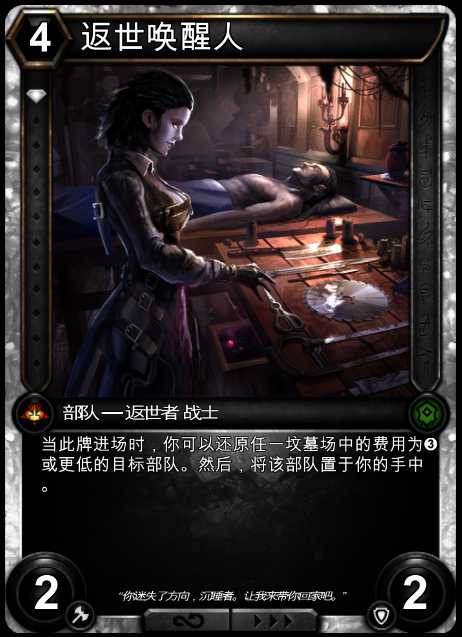 4
返世唤醒人
部队 — 返世者 战士
当此牌进场时，你可以还原任一坟墓场中的费用为❸
或更低的目标部队。然后，将该部队置于你的手中
。
2
“你迷失了方向，沉睡者。让我来带你回家吧。”
2